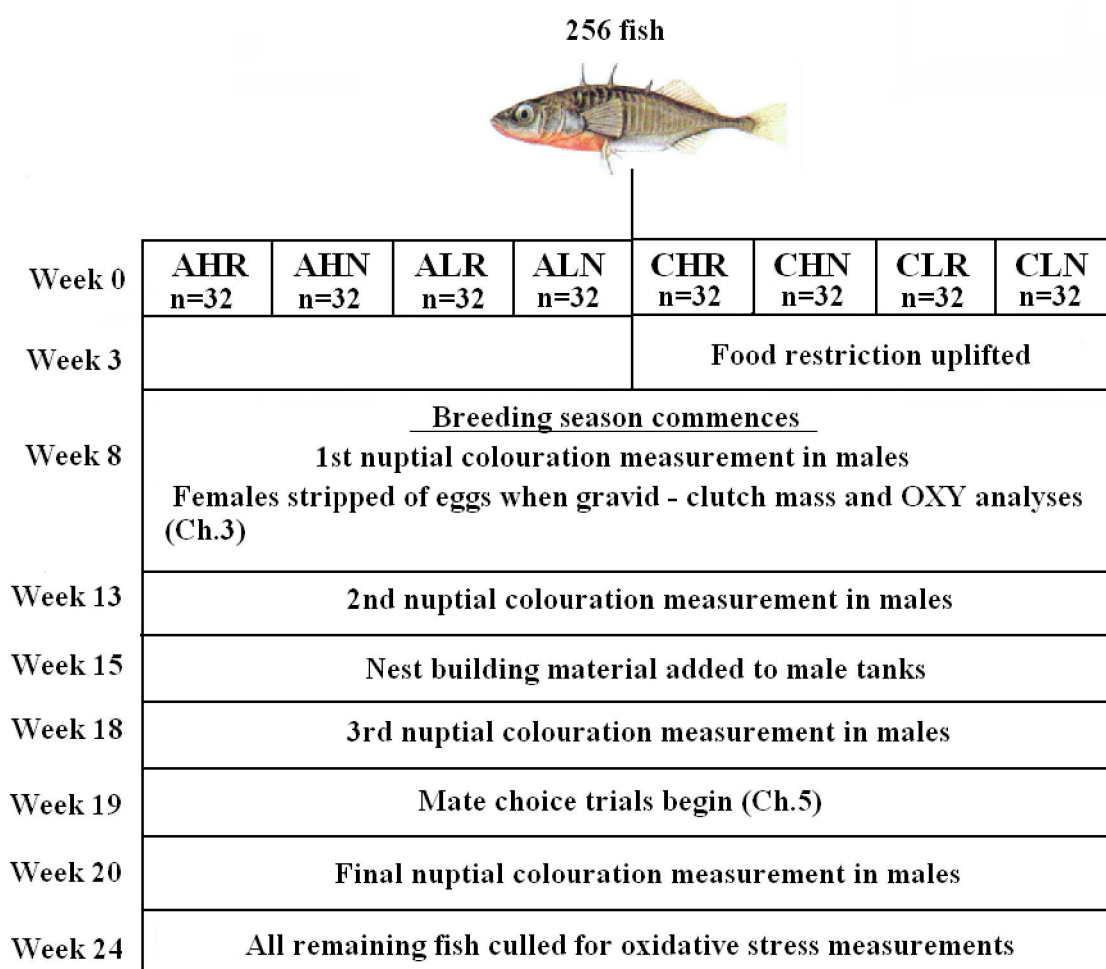 256 fish
Week 0
AHR AHN ALR ALN CHR CHN CLR CLN
n=32 n=32 n=32 n=32 n=32 n=32 n=32 n=32
Week 3
Food restriction uplifted
Week 8
Breeding season commences
1st nuptial colouration measurement in males
Females stripped of eggs when gravid - clutch mass and OXY analyses
(Ch.3)
Week 13
2nd nuptial colouration measurement in males
Week 15
Nest building material added to male tanks
Week 18
3rd nuptial colouration measurement in males
Week 19
Mate choice trials begin (Ch.5)
Week 20
Final nuptial colouration measurement in males
Week 24
All remaining fish culled for oxidative stress measurements